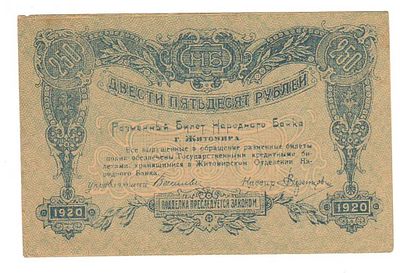 250 НБ 250
ДВЕСТИ ПЯТЬДЕСЯТ РУБЛЕЙ
Разменный Билет Народного Банка
г. Житомира
Все выпущенные в обращение разменные билеты
полно обеспечены Государственными кредитными би-
летами хранящимися в Житомирском Отделении На-
родного Банка.
Управляющий
Кассир
1920 1920
ПОДДЕЛКА ПРЕСЛЕДУЕТСЯ ЗАКОНОМ.